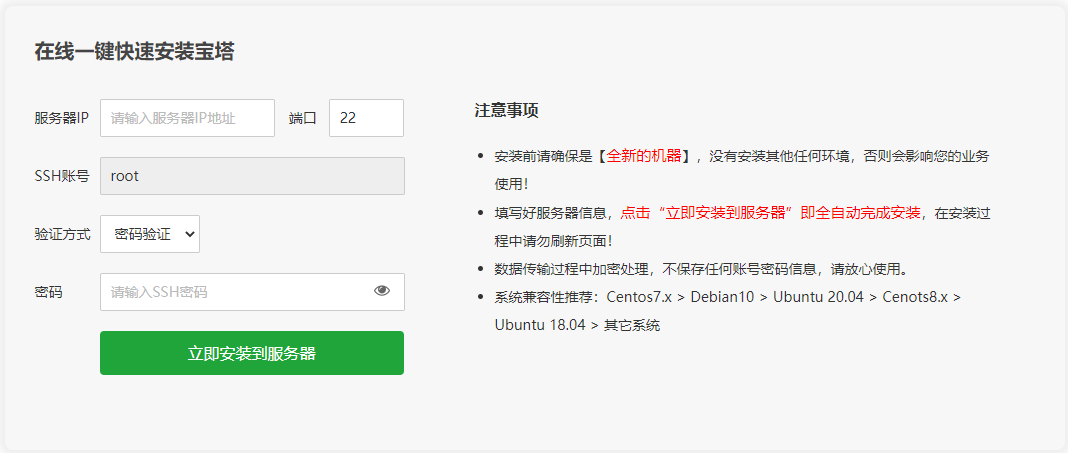 在线一键快速安装宝塔
服务器IP 请输入服务器IP地址 端口 22
SSH账号 root
验证方式 密码验证
密码 请输入SSH密码
立即安装到服务器
注意事项
安装前请确保是【全新的机器】，没有安装其他任何环境，否则会影响您的业务
使用！
填写好服务器信息，点击“立即安装到服务器”即全自动完成安装，在安装过
程中请勿刷新页面！
数据传输过程中加密处理，不保存任何账号密码信息，请放心使用。
系统兼容性推荐：Centos7.x > Debian10 > Ubuntu 20.04 > Cenots8.x >
Ubuntu 18.04 > 其它系统